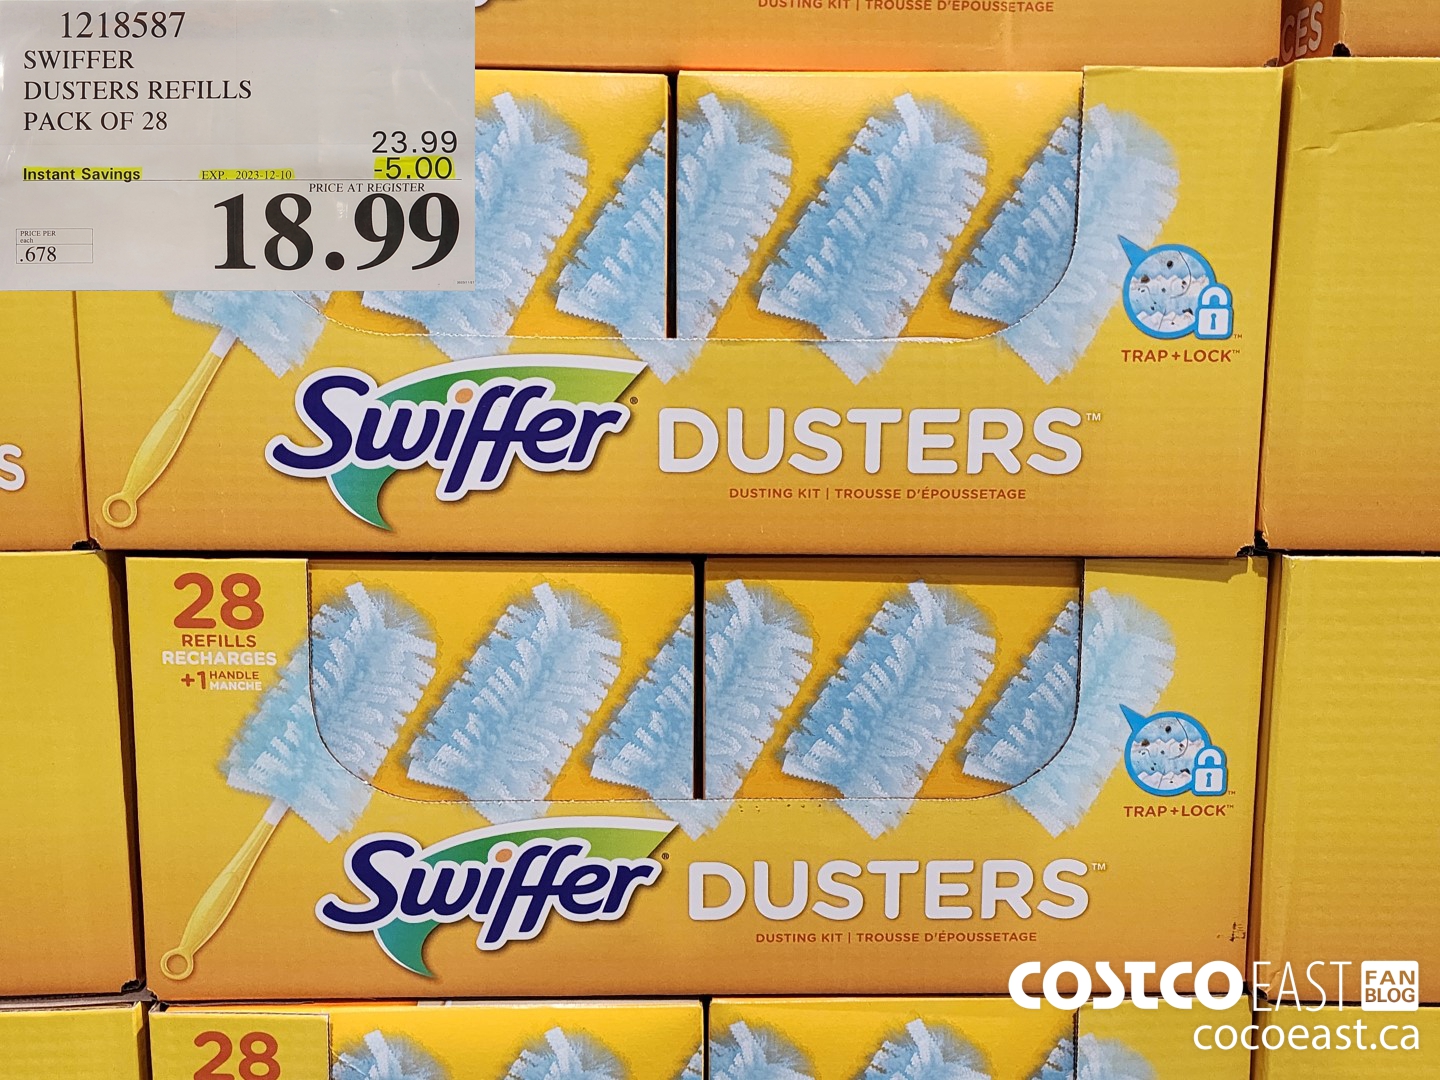 DUSTING KIT | TROUSSE D'ÉPOUSSETAGE
CES
1218587
SWIFFER
DUSTERS REFILLS
PACK OF 28
23.99
Instant Savings EXP. 2023-12-10 -5.00
PRICE AT REGISTER
18.99
PRICE PER
each
.678
TRAP+LOCK™
Swiffer® DUSTERS™
DUSTING KIT | TROUSSE D'ÉPOUSSETAGE
S
28
REFILLS
RECHARGES
+1 HANDLE
MANCHE
TRAP+LOCK™
Swiffer® DUSTERS™
DUSTING KIT | TROUSSE D'ÉPOUSSETAGE
28
COSTCO EAST FAN
BLOG
cocoeast.ca